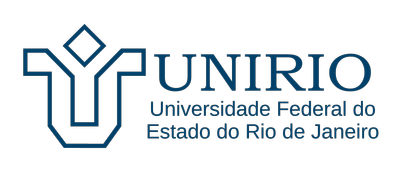 UNIRIO
Universidade Federal do
Estado do Rio de Janeiro